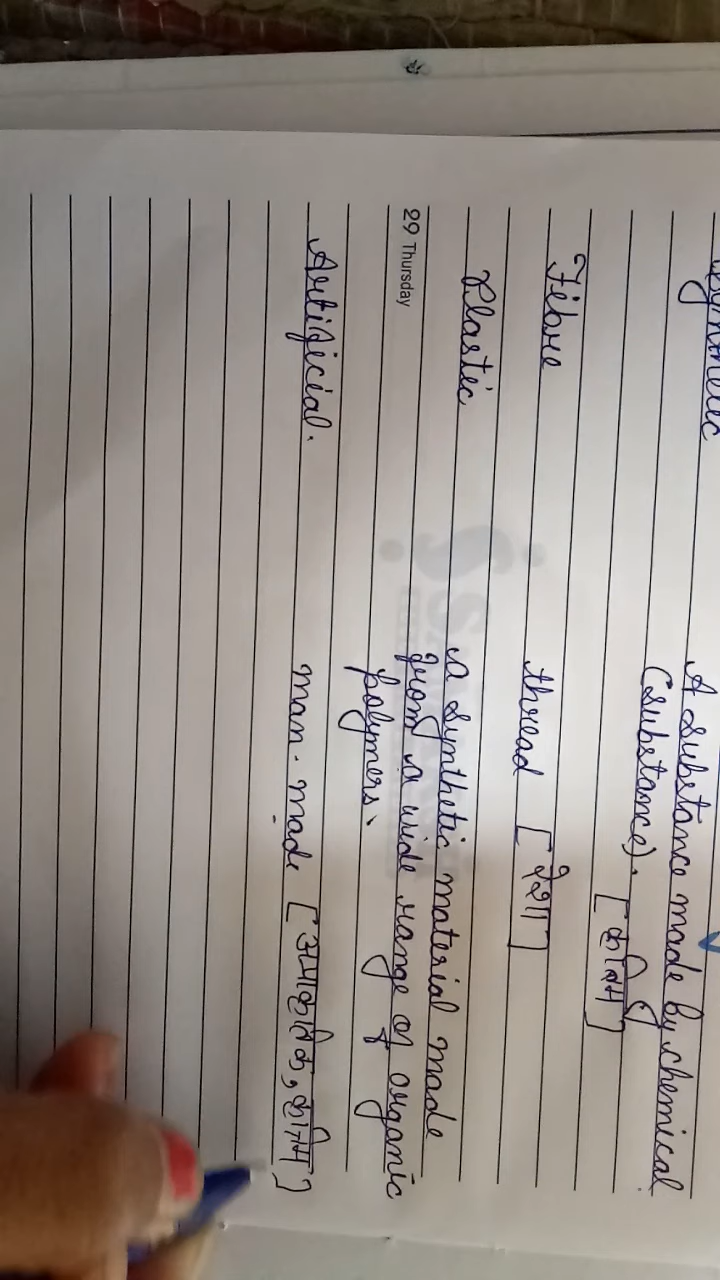 A substance made by chemical
(substance). [कृत्रिम]
Fibre thread [रेशा]
Plastic a synthetic material made
29 Thursday from a wide range of organic
polymers.
Artificial. man-made [अप्राकृतिक, कृत्रिम]